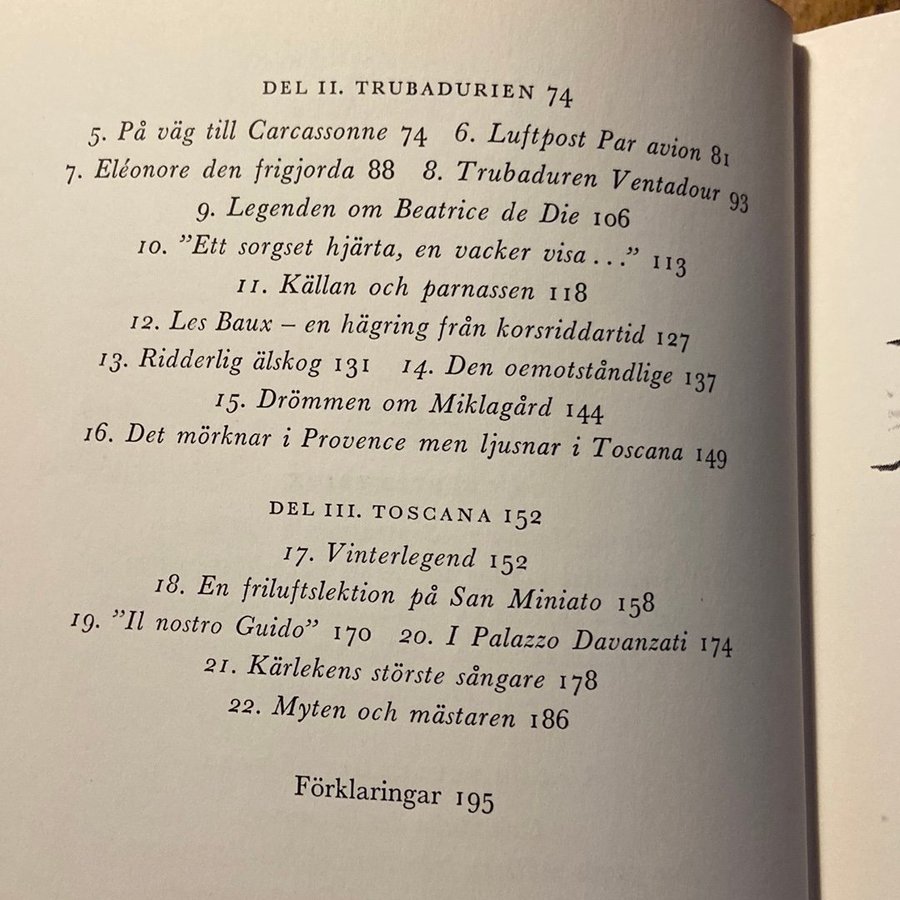 DEL II. TRUBADURIEN 74
5. På väg till Carcassonne 74 6. Luftpost Par avion 81
7. Eléonore den frigjorda 88 8. Trubaduren Ventadour 93
9. Legenden om Beatrice de Die 106
10. ”Ett sorgset hjärta, en vacker visa . . .” 113
11. Källan och parnassen 118
12. Les Baux – en hägring från korsriddartid 127
13. Ridderlig älskog 131 14. Den oemotståndlige 137
15. Drömmen om Miklagård 144
16. Det mörknar i Provence men ljusnar i Toscana 149
DEL III. TOSCANA 152
17. Vinterlegend 152
18. En friluftslektion på San Miniato 158
19. ”Il nostro Guido” 170 20. I Palazzo Davanzati 174
21. Kärlekens störste sångare 178
22. Myten och mästaren 186
Förklaringar 195